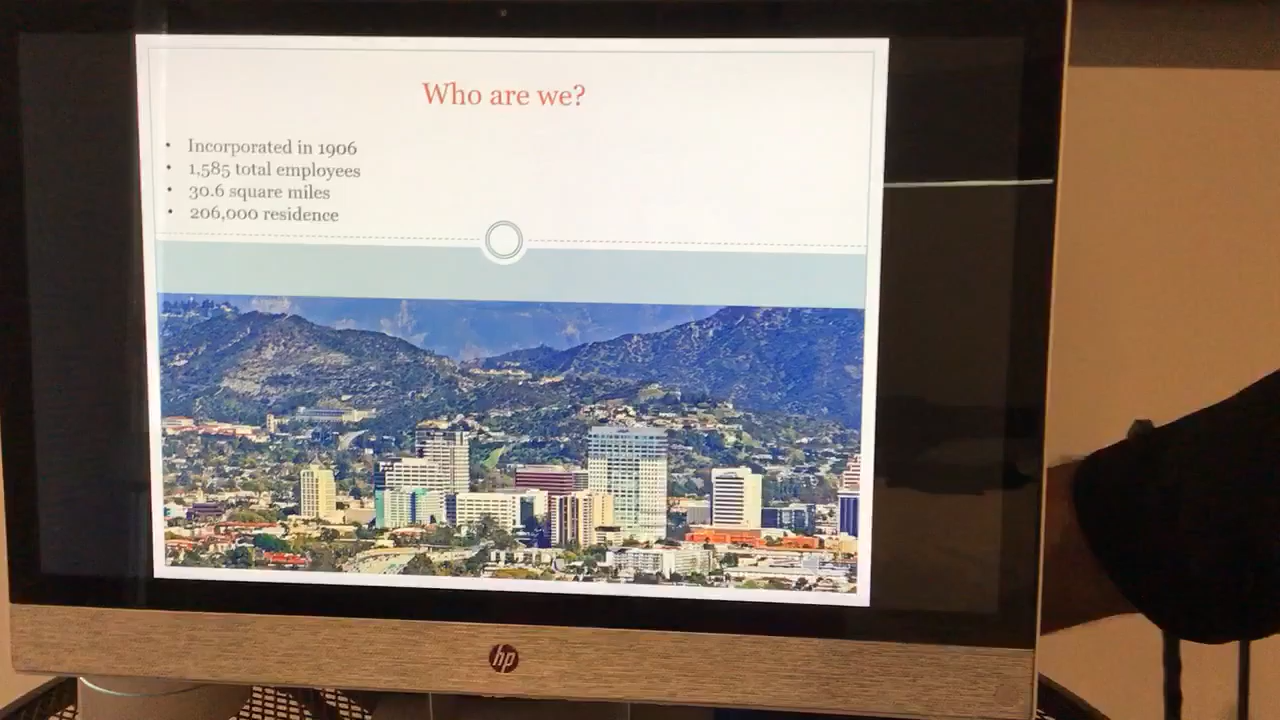 Who are we?
• Incorporated in 1906
• 1,585 total employees
• 30.6 square miles
• 206,000 residence
hp